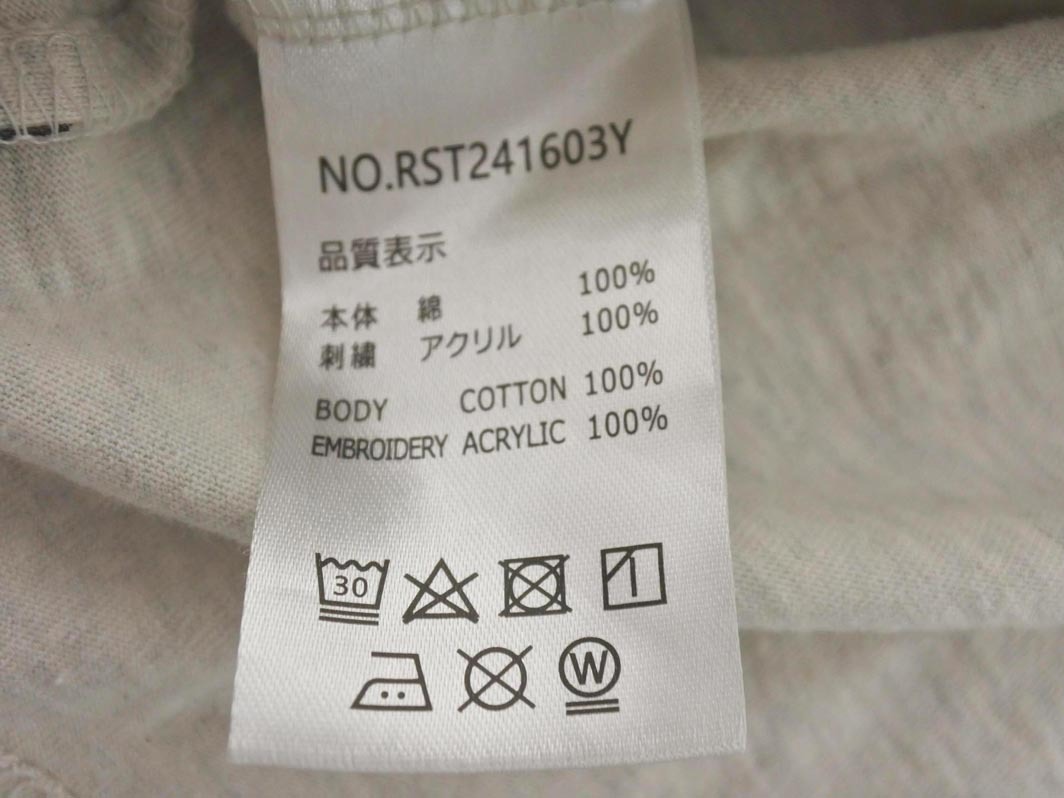 NO.RST241603Y
品質表示
本体 綿 100%
刺繍 アクリル 100%
BODY COTTON 100%
EMBROIDERY ACRYLIC 100%
30
W